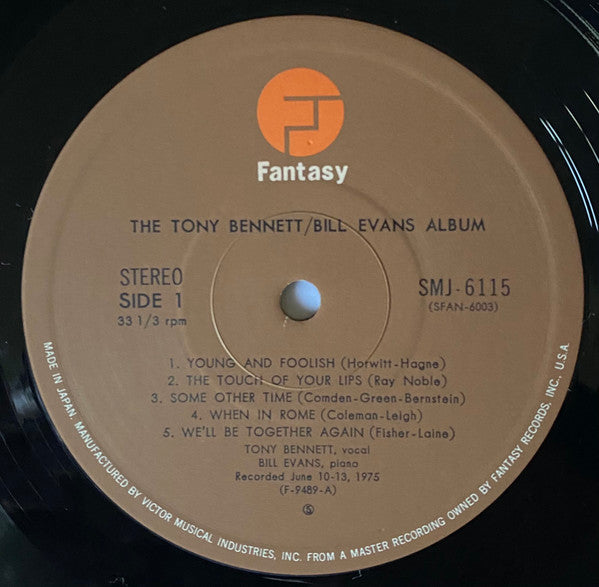 Fantasy
THE TONY BENNETT/BILL EVANS ALBUM
STEREO
SIDE 1
33 1/3 rpm
SMJ-6115
(SFAN-6003)
1. YOUNG AND FOOLISH (Horwitt-Hagne)
2. THE TOUCH OF YOUR LIPS (Ray Noble)
3. SOME OTHER TIME (Comden-Green-Bernstein)
4. WHEN IN ROME (Coleman-Leigh)
5. WE'LL BE TOGETHER AGAIN (Fisher-Laine)
TONY BENNETT, vocal
BILL EVANS, piano
Recorded June 10-13, 1975
(F-9489-A)
Ⓢ
MADE IN JAPAN. MANUFACTURED BY VICTOR MUSICAL INDUSTRIES, INC. FROM A MASTER RECORDING OWNED BY FANTASY RECORDS, INC. U.S.A.